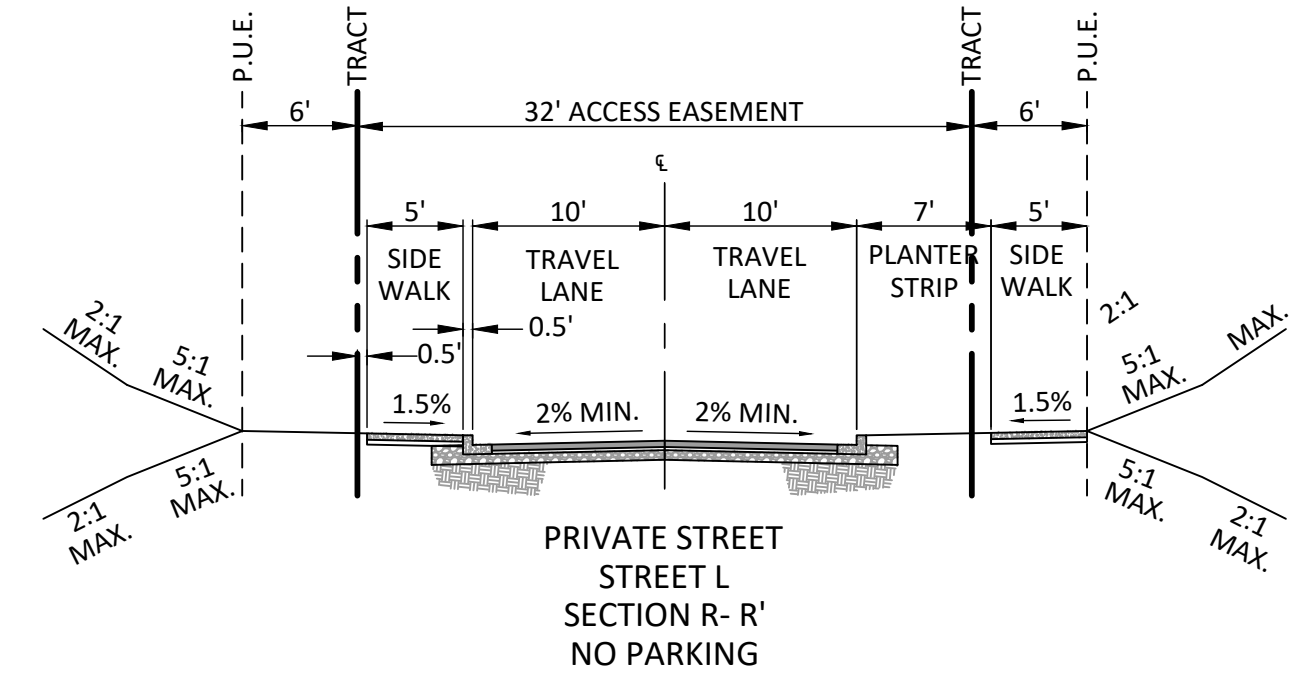 P.U.E.
TRACT
TRACT
P.U.E.
6'
32' ACCESS EASEMENT
6'
℄
5'
10'
10'
7'
5'
SIDE
WALK
TRAVEL
LANE
TRAVEL
LANE
PLANTER
STRIP
SIDE
WALK
0.5'
0.5'
2:1
MAX.
5:1
MAX.
2:1
MAX.
5:1
MAX.
1.5%
2% MIN.
2% MIN.
1.5%
5:1
MAX.
2:1
MAX.
5:1
MAX.
2:1
MAX.
PRIVATE STREET
STREET L
SECTION R- R'
NO PARKING